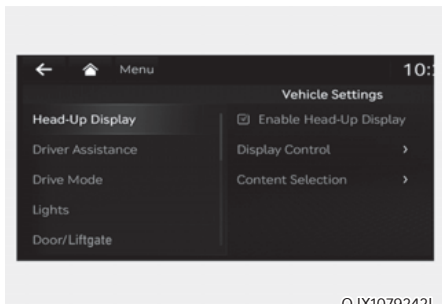 Menu
10:
Vehicle Settings
Head-Up Display
Enable Head-Up Display
Driver Assistance
Display Control
Drive Mode
Content Selection
Lights
Door/Liftgate